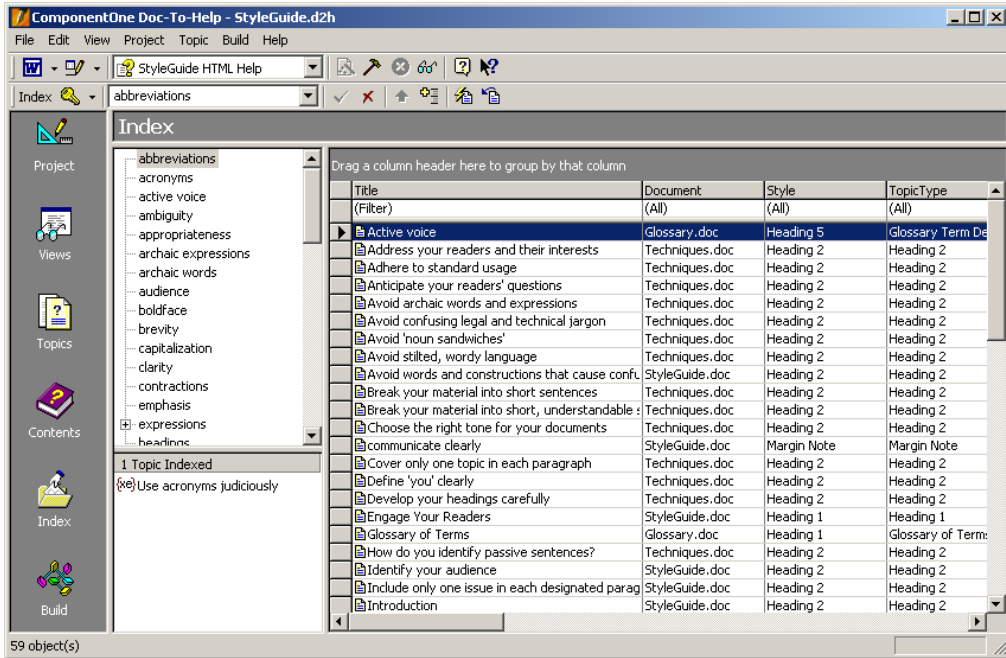 ComponentOne Doc-To-Help - StyleGuide.d2h
File Edit View Project Topic Build Help
StyleGuide HTML Help
Index abbreviations
Project
Views
Topics
Contents
Index
Build
Index
abbreviations
acronyms
active voice
ambiguity
appropriateness
archaic expressions
archaic words
audience
boldface
brevity
capitalization
clarity
contractions
emphasis
expressions
headings
1 Topic Indexed
{xe} Use acronyms judiciously
Drag a column header here to group by that column
Title Document Style TopicType
(Filter) (All) (All) (All)
Active voice Glossary.doc Heading 5 Glossary Term De
Address your readers and their interests Techniques.doc Heading 2 Heading 2
Adhere to standard usage Techniques.doc Heading 2 Heading 2
Anticipate your readers' questions Techniques.doc Heading 2 Heading 2
Avoid archaic words and expressions Techniques.doc Heading 2 Heading 2
Avoid confusing legal and technical jargon Techniques.doc Heading 2 Heading 2
Avoid 'noun sandwiches' Techniques.doc Heading 2 Heading 2
Avoid stilted, wordy language Techniques.doc Heading 2 Heading 2
Avoid words and constructions that cause confu StyleGuide.doc Heading 2 Heading 2
Break your material into short sentences Techniques.doc Heading 2 Heading 2
Break your material into short, understandable Techniques.doc Heading 2 Heading 2
Choose the right tone for your documents Techniques.doc Heading 2 Heading 2
communicate clearly StyleGuide.doc Margin Note Margin Note
Cover only one topic in each paragraph Techniques.doc Heading 2 Heading 2
Define 'you' clearly Techniques.doc Heading 2 Heading 2
Develop your headings carefully Techniques.doc Heading 2 Heading 2
Engage Your Readers StyleGuide.doc Heading 1 Heading 1
Glossary of Terms Glossary.doc Heading 1 Glossary of Term
How do you identify passive sentences? Techniques.doc Heading 2 Heading 2
Identify your audience StyleGuide.doc Heading 2 Heading 2
Include only one issue in each designated parag StyleGuide.doc Heading 2 Heading 2
Introduction StyleGuide.doc Heading 2 Heading 2
59 object(s)